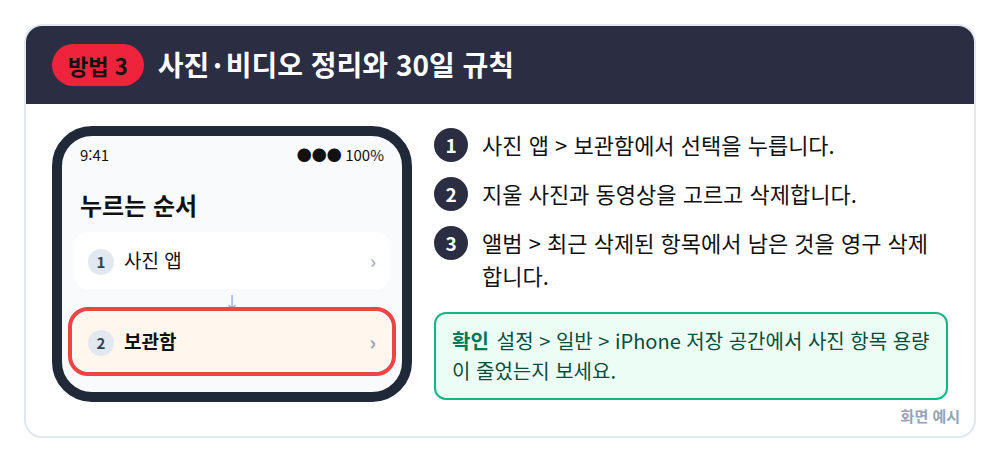 방법 3 사진·비디오 정리와 30일 규칙
9:41 ●●● 100%
누르는 순서
1 사진 앱 ›
↓
2 보관함 ›
1 사진 앱 > 보관함에서 선택을 누릅니다.
2 지울 사진과 동영상을 고르고 삭제합니다.
3 앨범 > 최근 삭제된 항목에서 남은 것을 영구 삭제
합니다.
확인 설정 > 일반 > iPhone 저장 공간에서 사진 항목 용량
이 줄었는지 보세요.
화면 예시